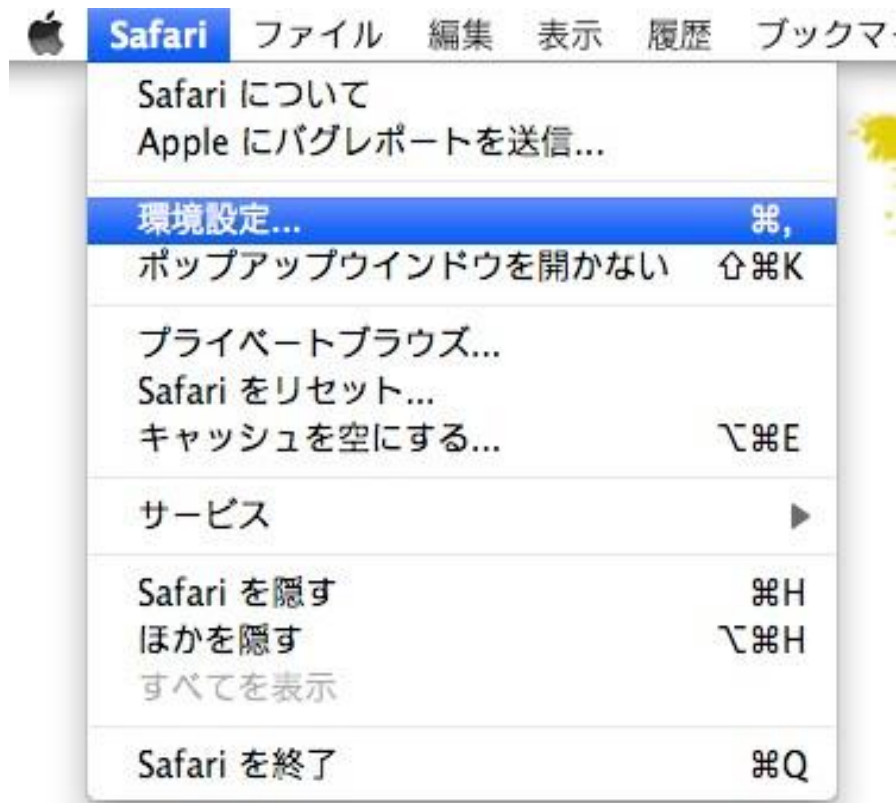 Safari ファイル 編集 表示 履歴 ブックマ
Safari について
Apple にバグレポートを送信...
環境設定... ⌘,
ポップアップウインドウを開かない ⇧⌘K
プライベートブラウズ...
Safari をリセット...
キャッシュを空にする... ⌥⌘E
サービス ▶
Safari を隠す ⌘H
ほかを隠す ⌥⌘H
すべてを表示
Safari を終了 ⌘Q